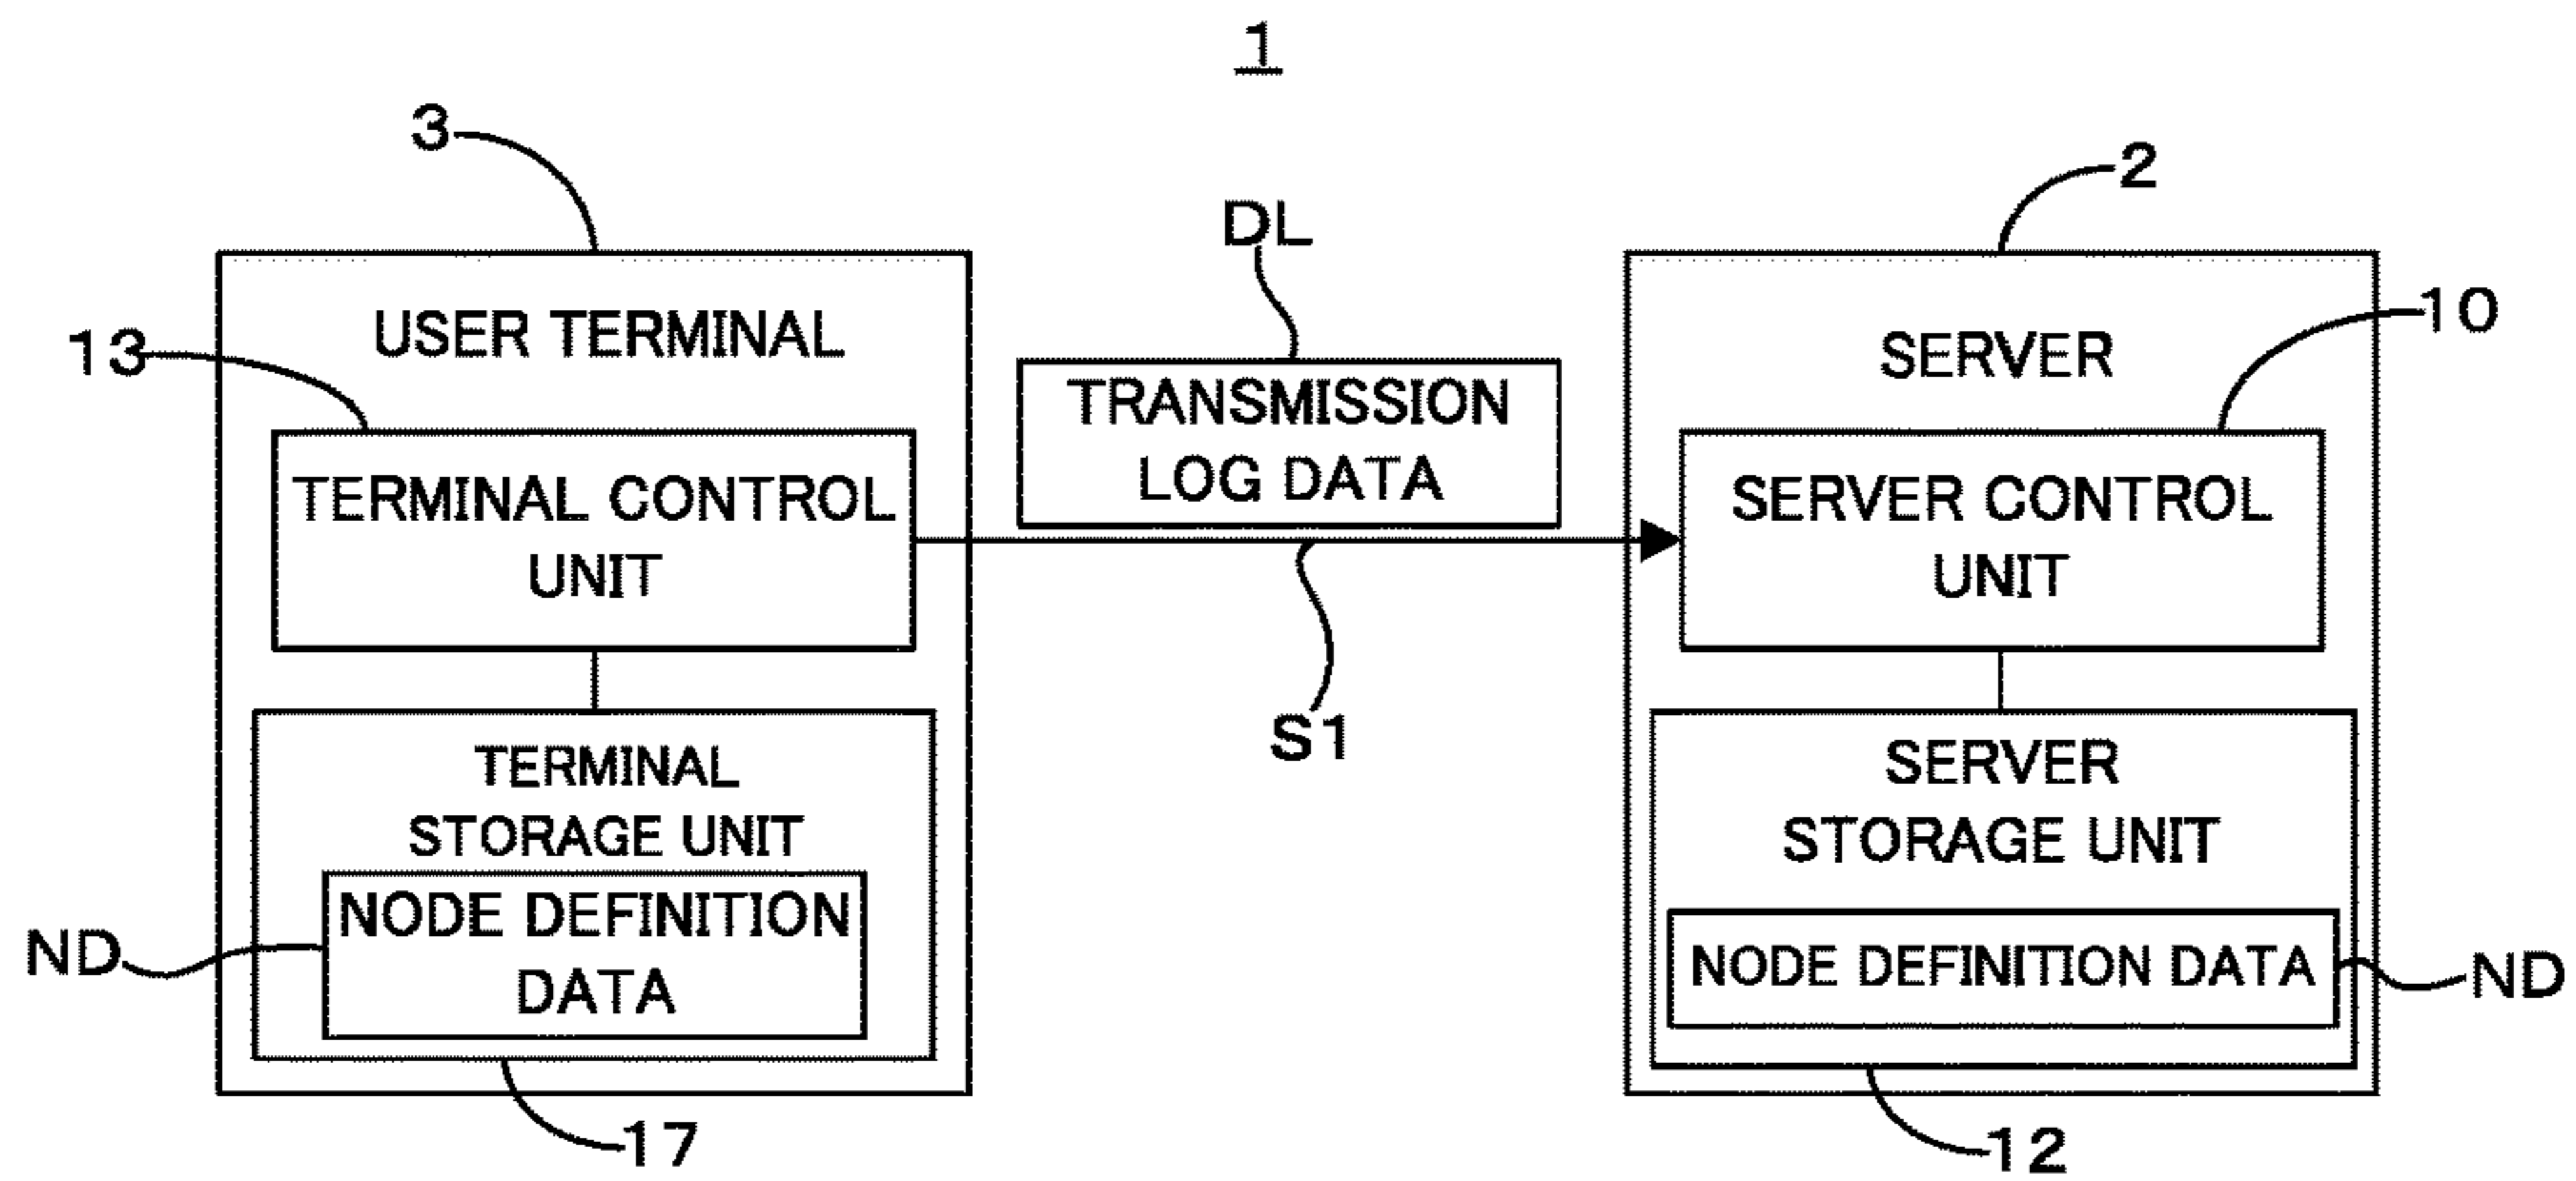 1
3
2
DL
13
USER TERMINAL
10
SERVER
TRANSMISSION
LOG DATA
TERMINAL CONTROL
UNIT
SERVER CONTROL
UNIT
S1
TERMINAL
STORAGE UNIT
SERVER
STORAGE UNIT
ND
NODE DEFINITION
DATA
NODE DEFINITION DATA
ND
17
12